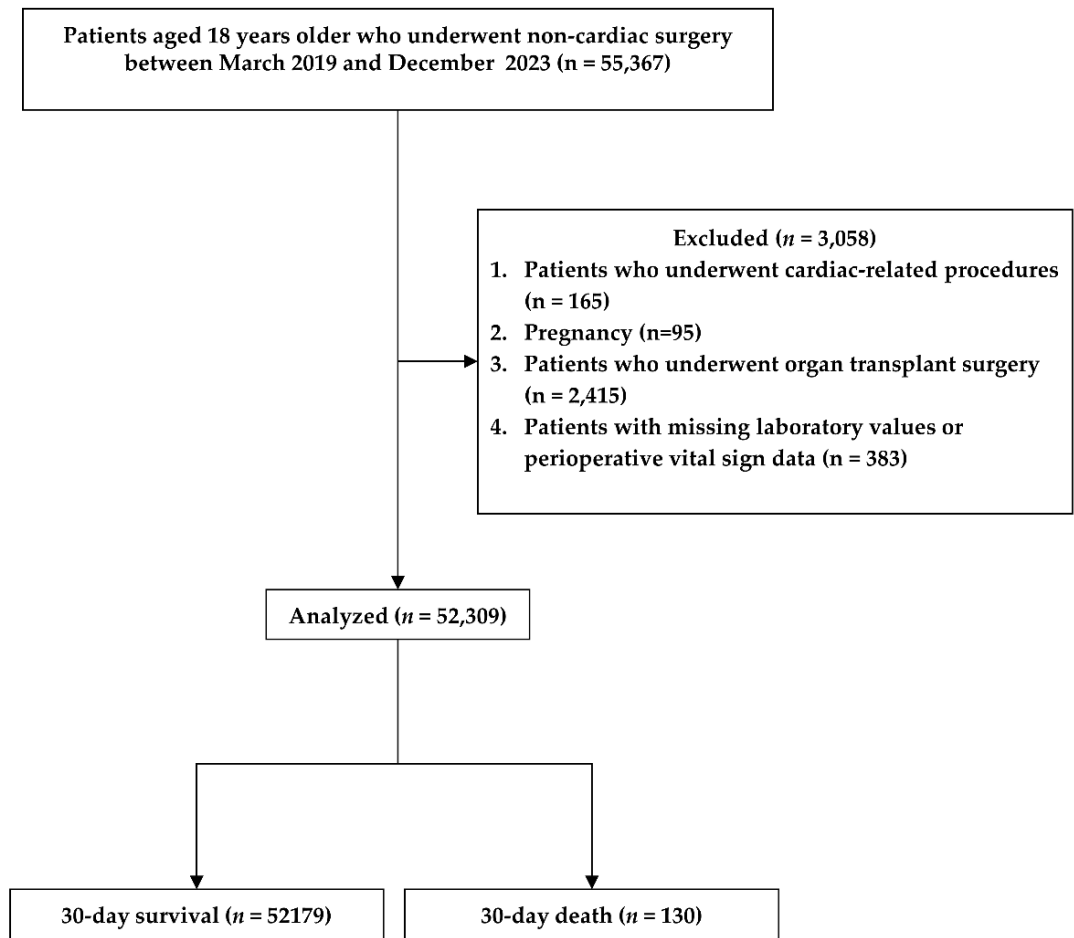 Patients aged 18 years older who underwent non-cardiac surgery
between March 2019 and December 2023 (n = 55,367)
Excluded (n = 3,058)
1. Patients who underwent cardiac-related procedures
(n = 165)
2. Pregnancy (n=95)
3. Patients who underwent organ transplant surgery
(n = 2,415)
4. Patients with missing laboratory values or
perioperative vital sign data (n = 383)
Analyzed (n = 52,309)
30-day survival (n = 52179)
30-day death (n = 130)